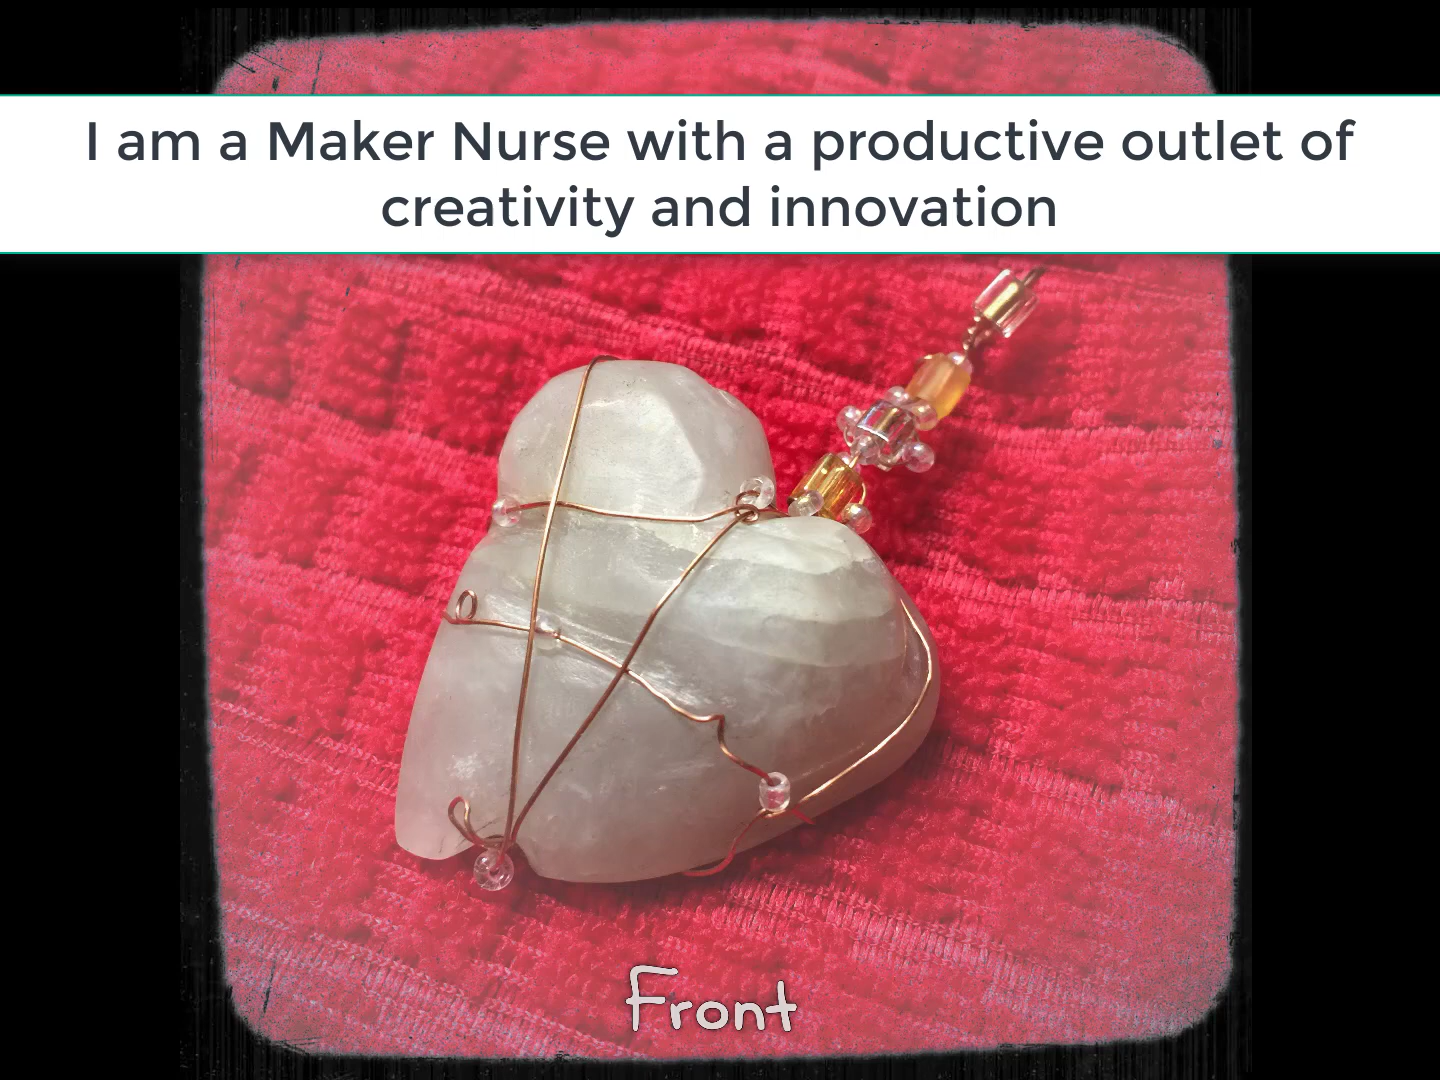 I am a Maker Nurse with a productive outlet of
creativity and innovation
Front